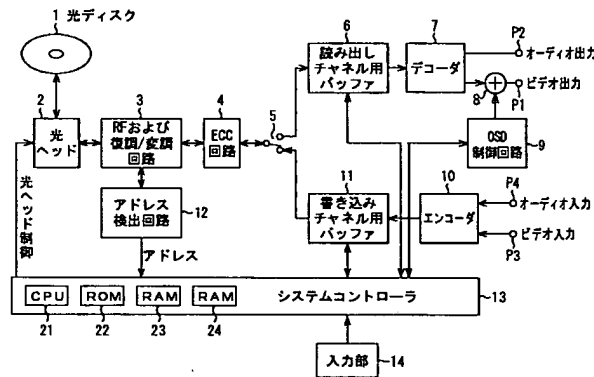 1 光ディスク
2
光
ヘッド
3
RFおよび
復調/変調
回路
4
ECC
回路
5
6
読み出し
チャネル用
バッファ
7
デコーダ
P2
オーディオ出力
8
P1
ビデオ出力
OSD
制御回路
9
11
書き込み
チャネル用
バッファ
10
エンコーダ
P4
オーディオ入力
ビデオ入力
P3
アドレス
検出回路
12
光ヘッド制御
アドレス
CPU
ROM
RAM
RAM
システムコントローラ
13
21
22
23
24
入力部
14